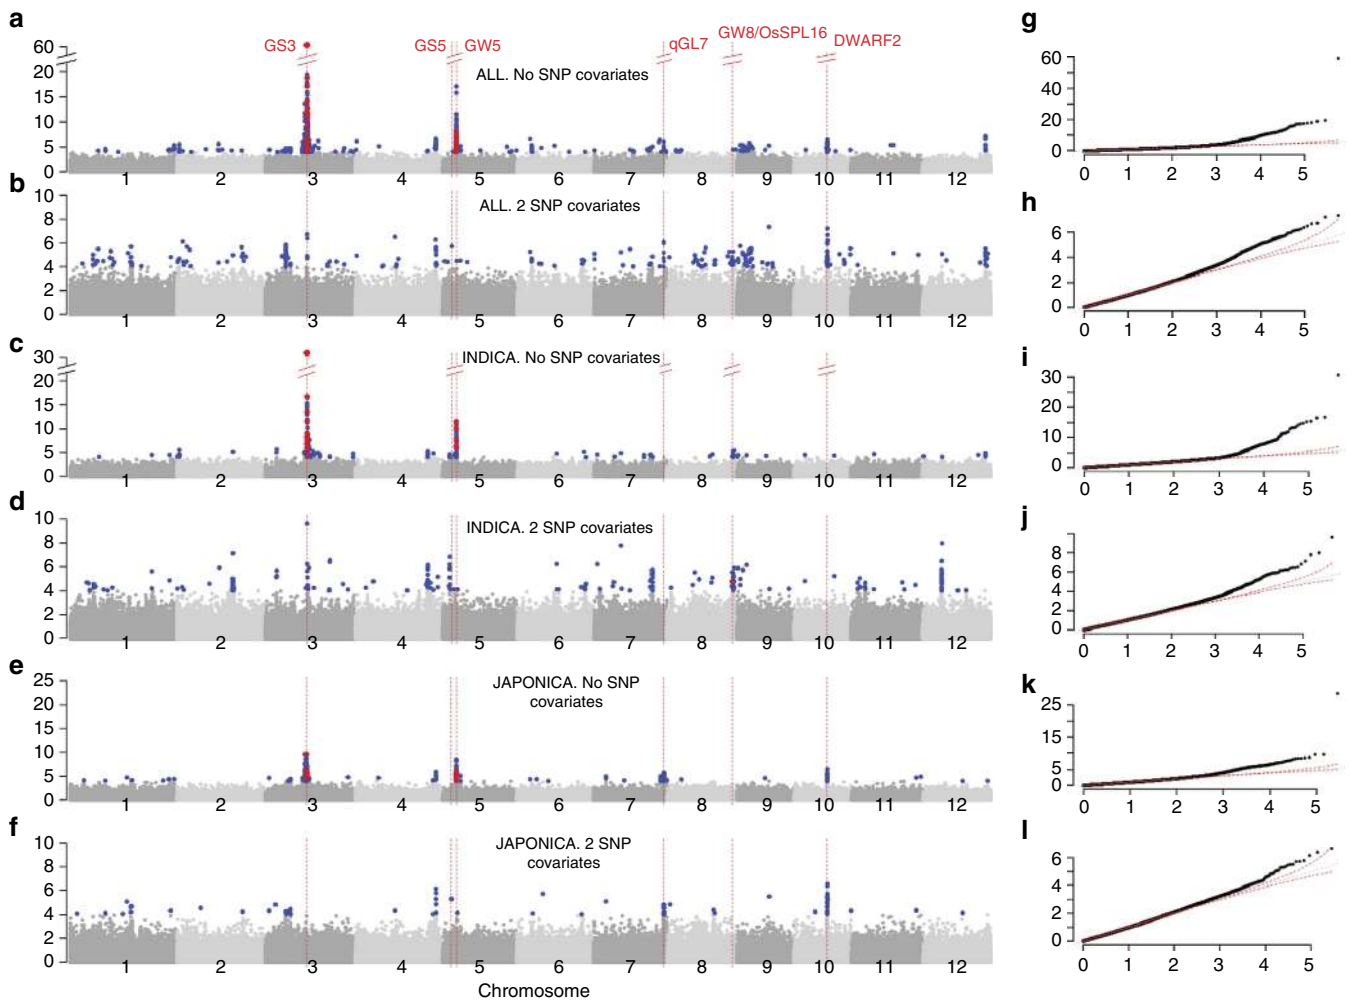 a
GS3
GS5
GW5
qGL7
GW8/OsSPL16
DWARF2
ALL. No SNP covariates
60
20
15
10
5
0
1 2 3 4 5 6 7 8 9 10 11 12
b
ALL. 2 SNP covariates
10
8
6
4
2
0
1 2 3 4 5 6 7 8 9 10 11 12
c
INDICA. No SNP covariates
30
20
15
10
5
0
1 2 3 4 5 6 7 8 9 10 11 12
d
INDICA. 2 SNP covariates
10
8
6
4
2
0
1 2 3 4 5 6 7 8 9 10 11 12
e
JAPONICA. No SNP
covariates
25
20
15
10
5
0
1 2 3 4 5 6 7 8 9 10 11 12
f
JAPONICA. 2 SNP
covariates
10
8
6
4
2
0
1 2 3 4 5 6 7 8 9 10 11 12
Chromosome
g
60
40
20
0
0 1 2 3 4 5
h
6
4
2
0
0 1 2 3 4 5
i
30
20
10
0
0 1 2 3 4 5
j
8
6
4
2
0
0 1 2 3 4 5
k
25
15
5
0
0 1 2 3 4 5
l
6
4
2
0
0 1 2 3 4 5